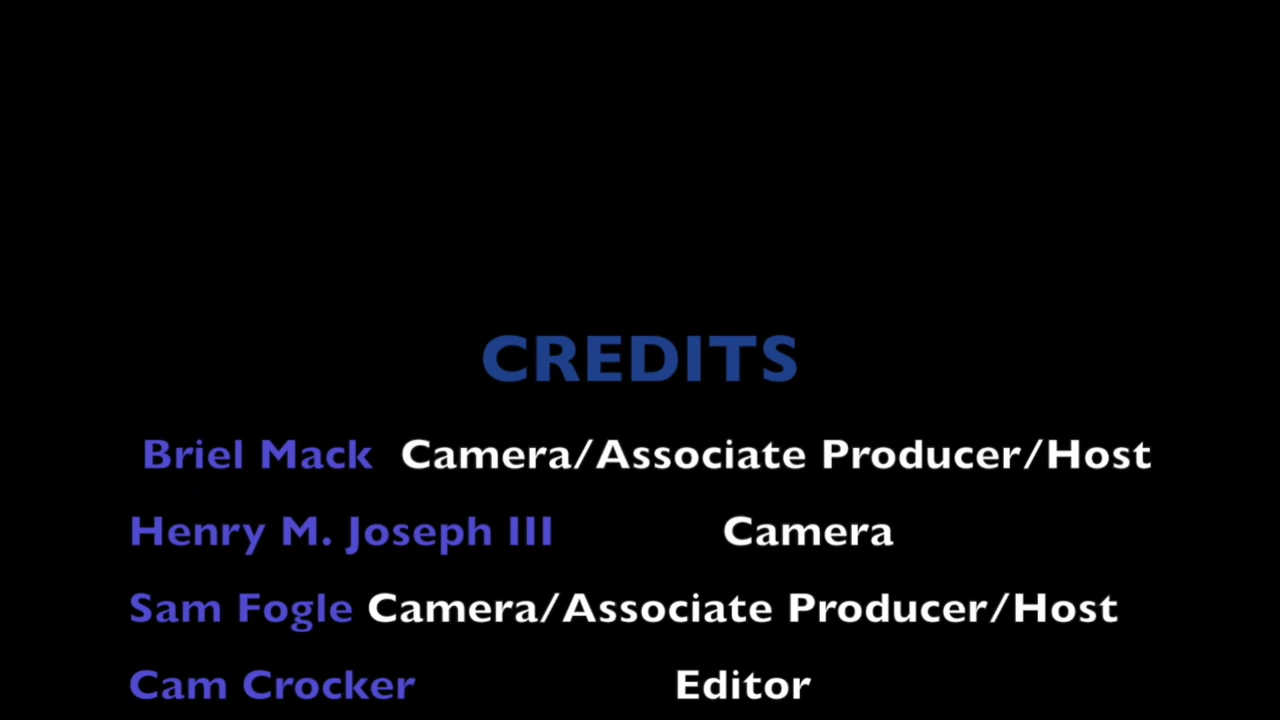 CREDITS
Briel Mack Camera/Associate Producer/Host
Henry M. Joseph III Camera
Sam Fogle Camera/Associate Producer/Host
Cam Crocker Editor